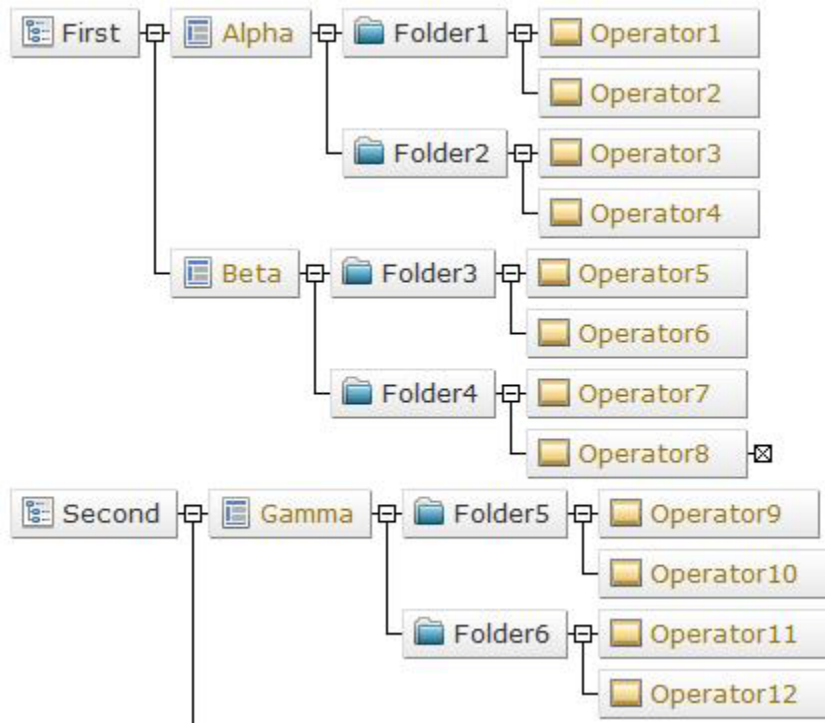 First Alpha Folder1 Operator1
Operator2
Folder2 Operator3
Operator4
Beta Folder3 Operator5
Operator6
Folder4 Operator7
Operator8
Second Gamma Folder5 Operator9
Operator10
Folder6 Operator11
Operator12